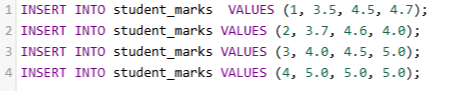 1 INSERT INTO student_marks  VALUES (1, 3.5, 4.5, 4.7);
2 INSERT INTO student_marks VALUES (2, 3.7, 4.6, 4.0);
3 INSERT INTO student_marks VALUES (3, 4.0, 4.5, 5.0);
4 INSERT INTO student_marks VALUES (4, 5.0, 5.0, 5.0);